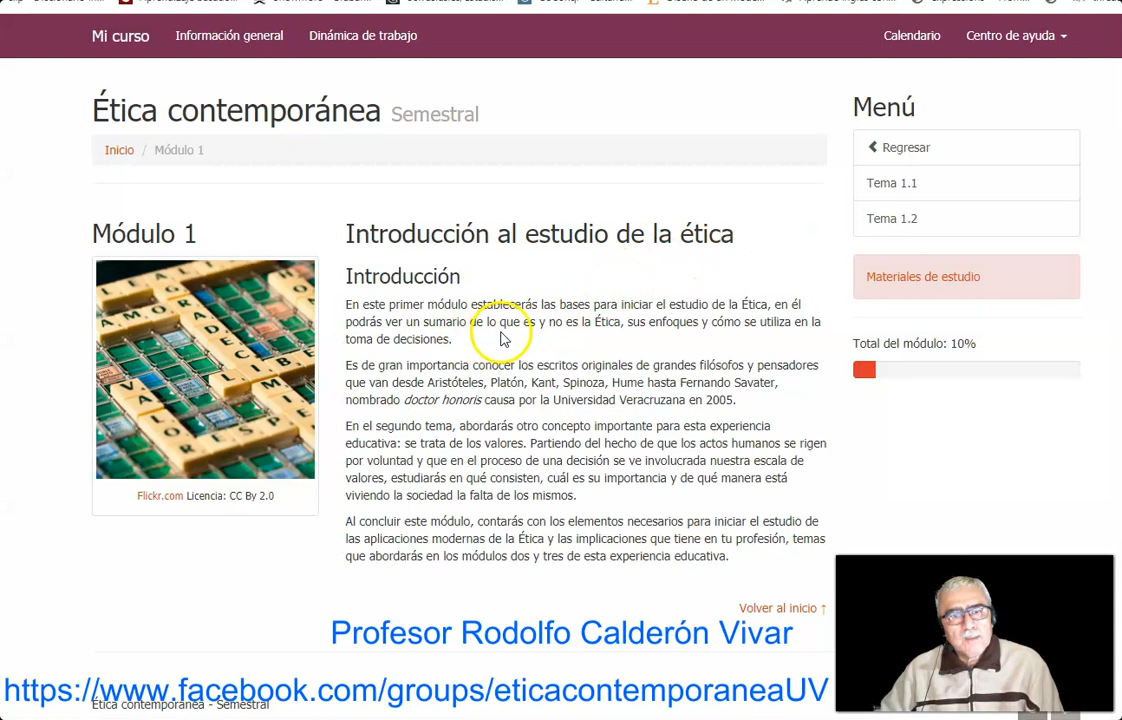 Mi curso Información general Dinámica de trabajo Calendario Centro de ayuda
Ética contemporánea Semestral
Inicio / Módulo 1
Menú
Regresar
Tema 1.1
Tema 1.2
Materiales de estudio
Total del módulo: 10%
Módulo 1
Flickr.com Licencia: CC By 2.0
Introducción al estudio de la ética
Introducción
En este primer módulo establecerás las bases para iniciar el estudio de la Ética, en él
podrás ver un sumario de lo que es y no es la Ética, sus enfoques y cómo se utiliza en la
toma de decisiones.
Es de gran importancia conocer los escritos originales de grandes filósofos y pensadores
que van desde Aristóteles, Platón, Kant, Spinoza, Hume hasta Fernando Savater,
nombrado doctor honoris causa por la Universidad Veracruzana en 2005.
En el segundo tema, abordarás otro concepto importante para esta experiencia
educativa: se trata de los valores. Partiendo del hecho de que los actos humanos se rigen
por voluntad y que en el proceso de una decisión se ve involucrada nuestra escala de
valores, estudiarás en qué consisten, cuál es su importancia y de qué manera está
viviendo la sociedad la falta de los mismos.
Al concluir este módulo, contarás con los elementos necesarios para iniciar el estudio de
las aplicaciones modernas de la Ética y las implicaciones que tiene en tu profesión, temas
que abordarás en los módulos dos y tres de esta experiencia educativa.
Volver al inicio ↑
Profesor Rodolfo Calderón Vivar
https://www.facebook.com/groups/eticacontemporaneaUV
Ética contemporánea - Semestral